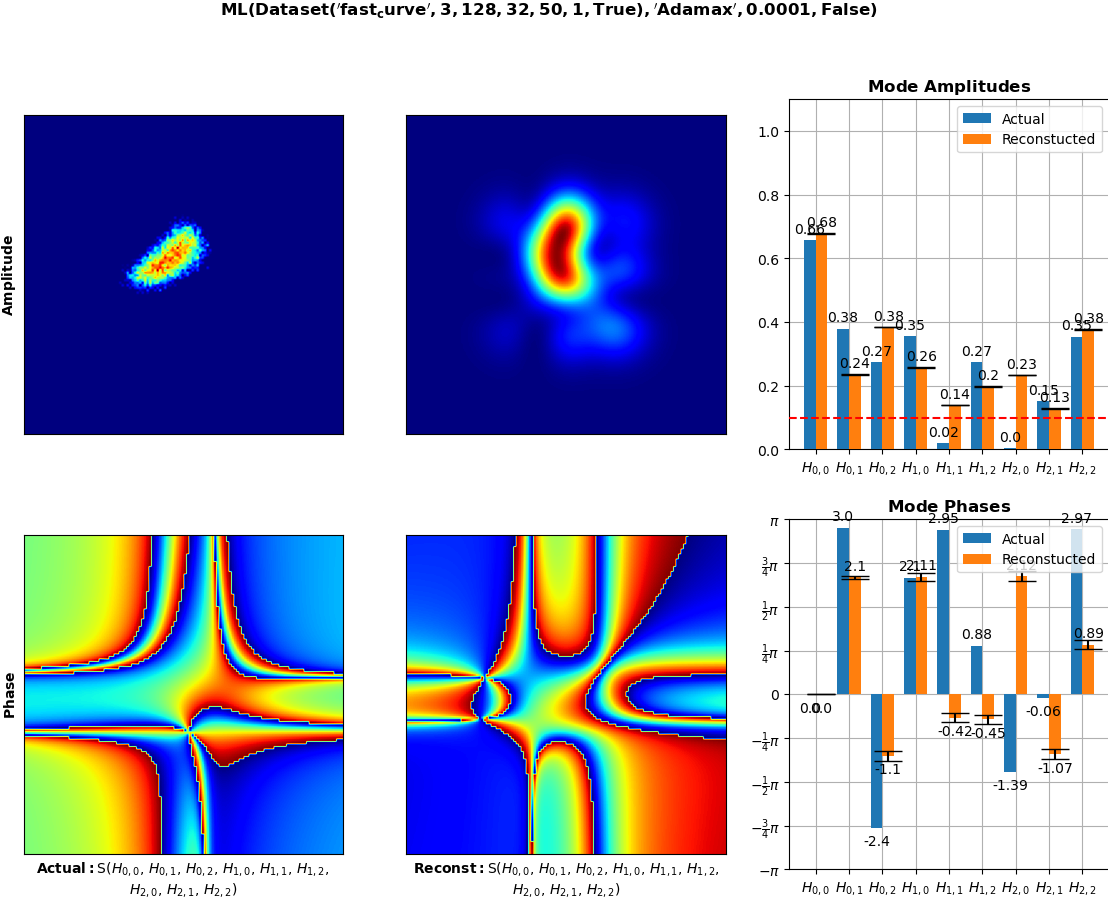 ML(Dataset('fast_curve', 3, 128, 32, 50, 1, True), 'Adamax', 0.0001, False)
Amplitude
Mode Amplitudes
Actual
Reconstucted
1.0
0.8
0.6
0.4
0.2
0.0
0.66 0.68
0.38 0.24
0.27 0.38
0.35 0.26
0.02 0.14
0.27 0.2
0.0 0.23
0.15 0.13
0.35 0.38
H0,0 H0,1 H0,2 H1,0 H1,1 H1,2 H2,0 H2,1 H2,2
Phase
Mode Phases
Actual
Reconstucted
π
3/4π
1/2π
1/4π
0
−1/4π
−1/2π
−3/4π
−π
0.0 0.0
3.0 2.1
-2.4 -1.1
2.11
2.95 -0.42
0.88 -0.45
-1.39
-0.06 -1.07
2.97 0.89
H0,0 H0,1 H0,2 H1,0 H1,1 H1,2 H2,0 H2,1 H2,2
Actual: S(H0,0, H0,1, H0,2, H1,0, H1,1, H1,2,
H2,0, H2,1, H2,2)
Reconst: S(H0,0, H0,1, H0,2, H1,0, H1,1, H1,2,
H2,0, H2,1, H2,2)